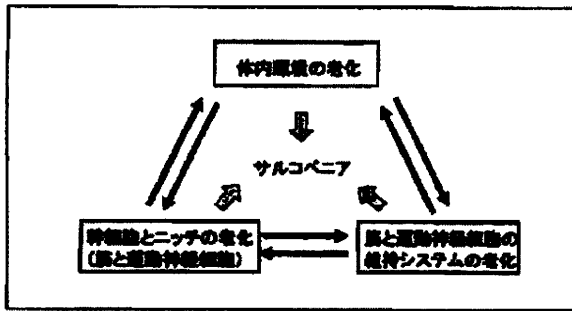 体内環境の老化
サルコペニア
幹細胞とニッチの老化
(筋と運動神経細胞)
筋と運動神経細胞の
維持システムの老化